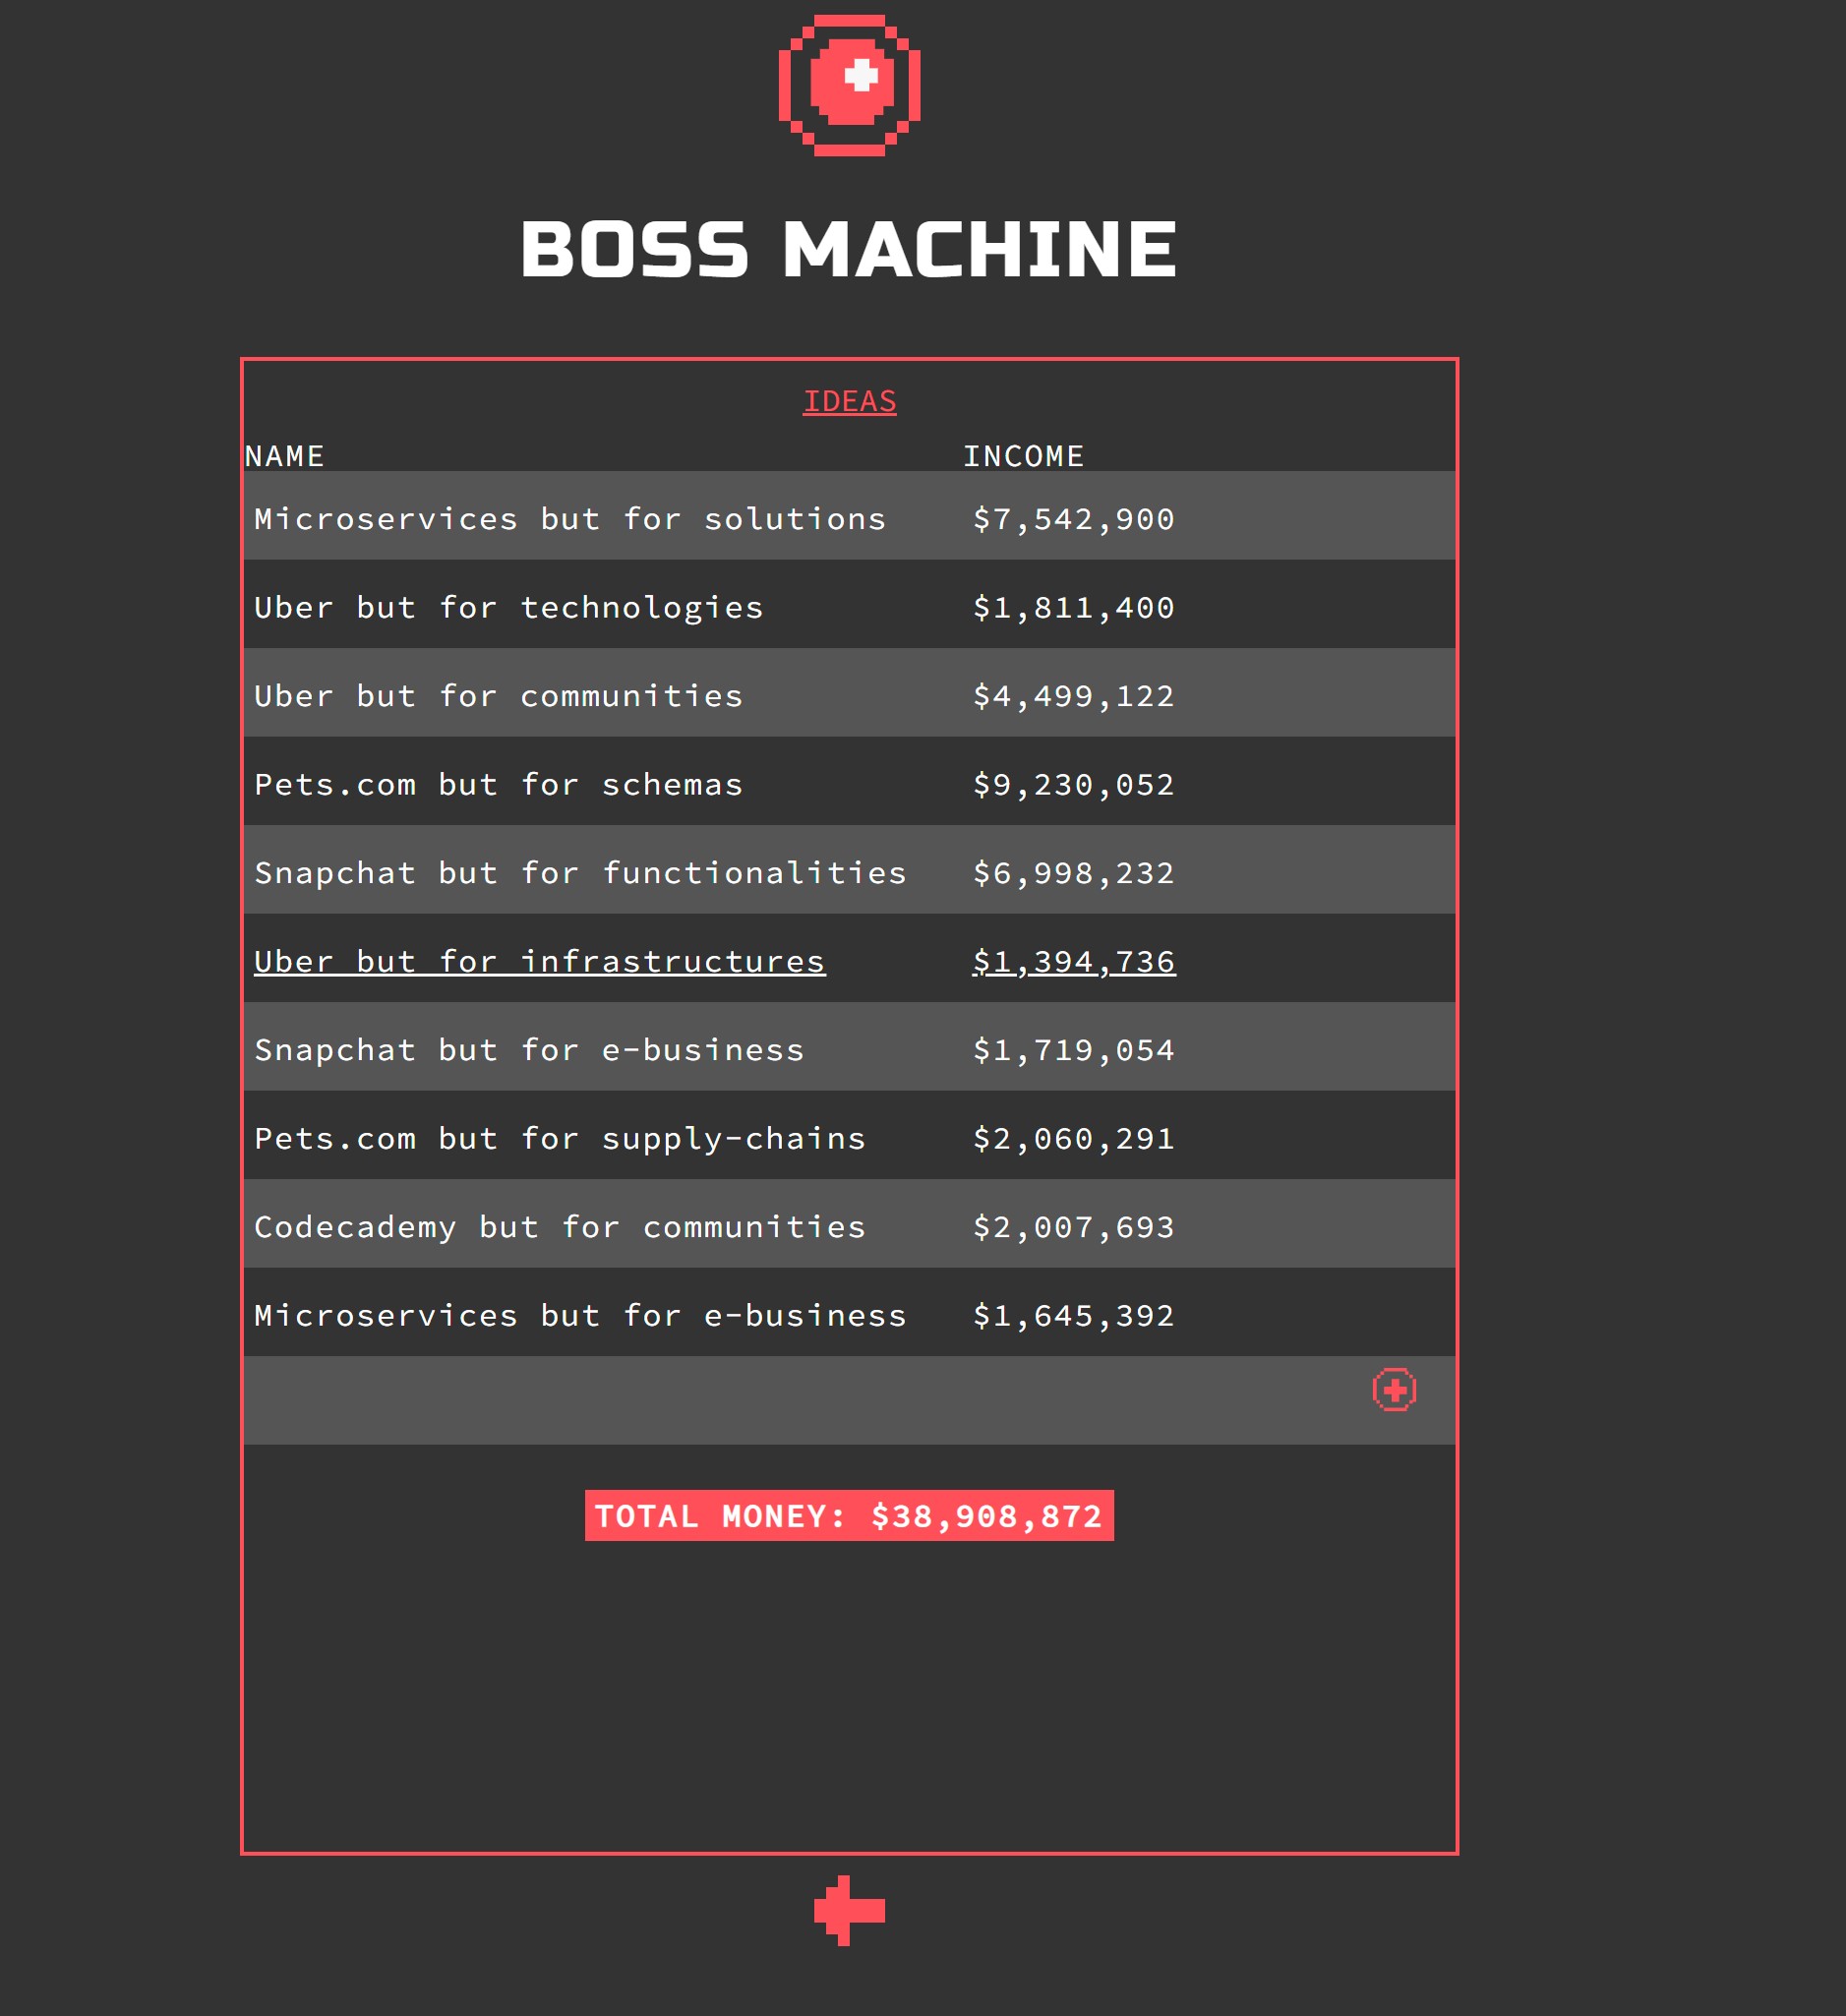 BOSS MACHINE
IDEAS
NAME INCOME
Microservices but for solutions $7,542,900
Uber but for technologies $1,811,400
Uber but for communities $4,499,122
Pets.com but for schemas $9,230,052
Snapchat but for functionalities $6,998,232
Uber but for infrastructures $1,394,736
Snapchat but for e-business $1,719,054
Pets.com but for supply-chains $2,060,291
Codecademy but for communities $2,007,693
Microservices but for e-business $1,645,392
TOTAL MONEY: $38,908,872